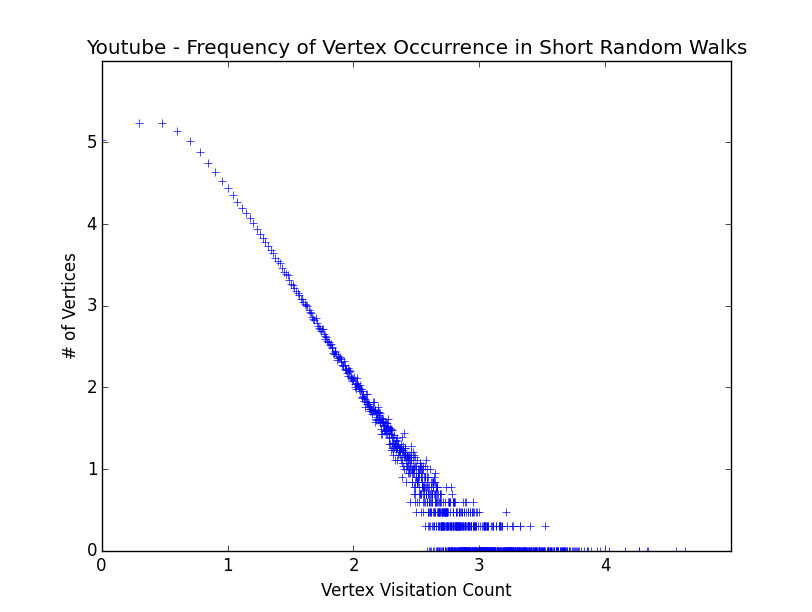 Youtube - Frequency of Vertex Occurrence in Short Random Walks
5
4
3
2
1
0
# of Vertices
0 1 2 3 4
Vertex Visitation Count